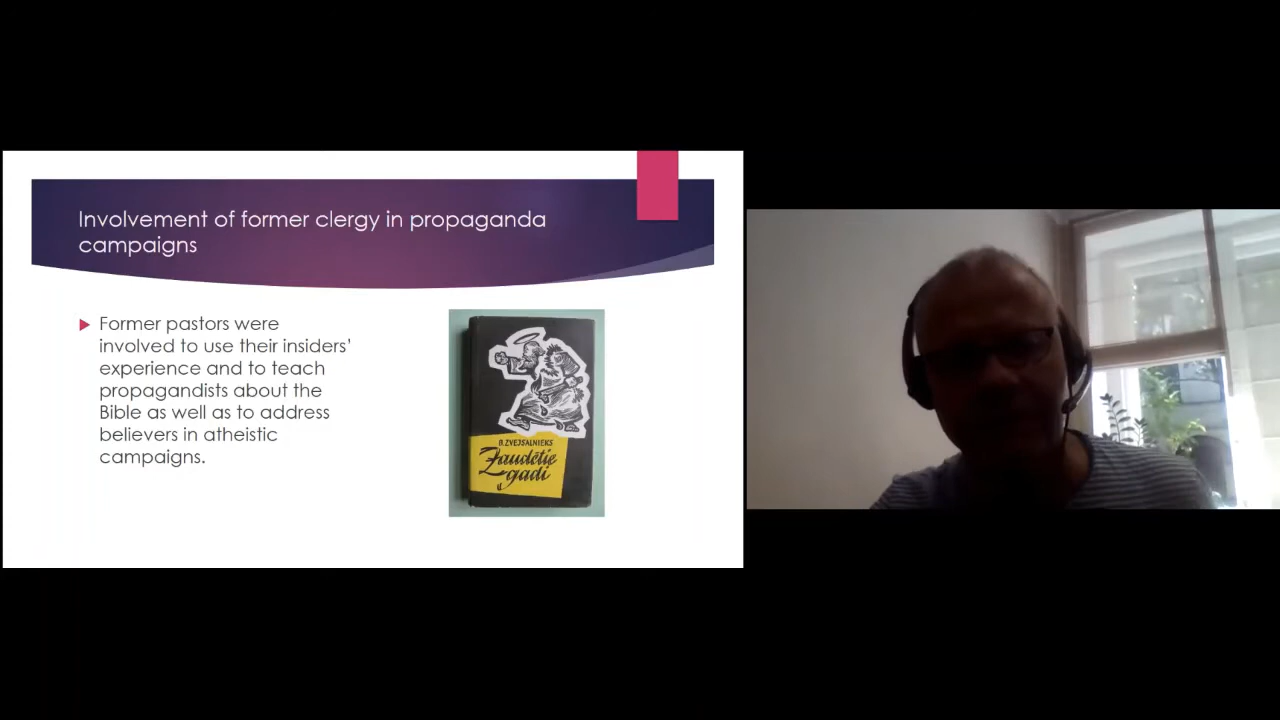 Involvement of former clergy in propaganda
campaigns
Former pastors were
involved to use their insiders'
experience and to teach
propagandists about the
Bible as well as to address
believers in atheistic
campaigns.
B. ZVEJSALNIEKS
Zaudētie
gadi